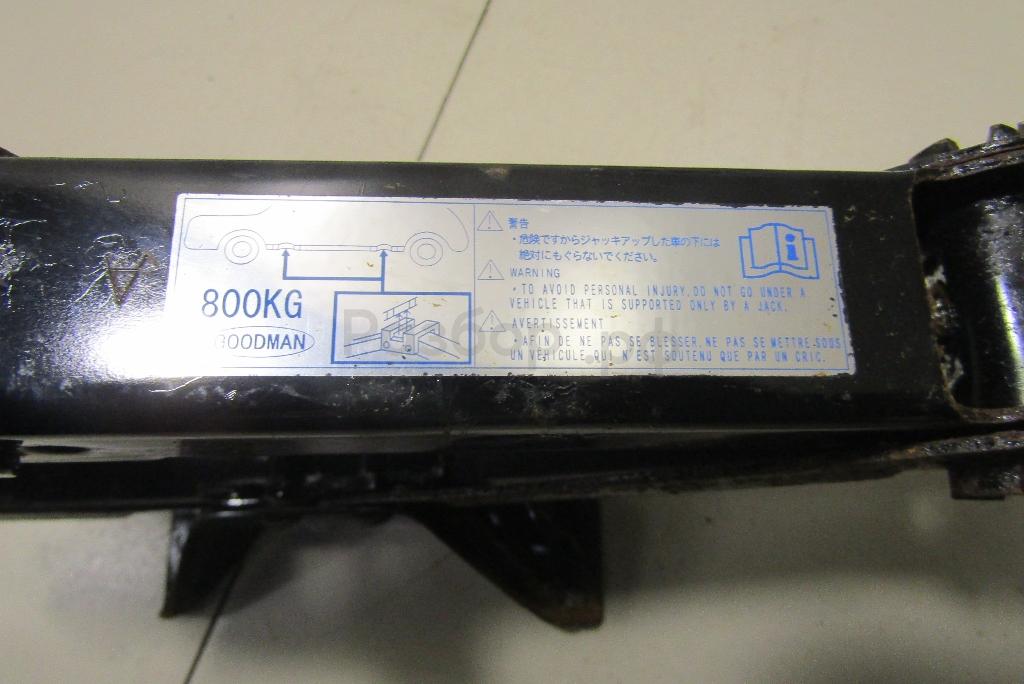 800KG
GOODMAN
警告
・危険ですからジャッキアップした車の下には
絶対にもぐらないでください。
WARNING
・TO AVOID PERSONAL INJURY,DO NOT GO UNDER A
VEHICLE THAT IS SUPPORTED ONLY BY A JACK.
AVERTISSEMENT
・AFIN DE NE PAS SE BLESSER,NE PAS SE METTRE SOUS
UN VÉHICULE QUI N'EST SOUTENU QUE PAR UN CRIC.
A